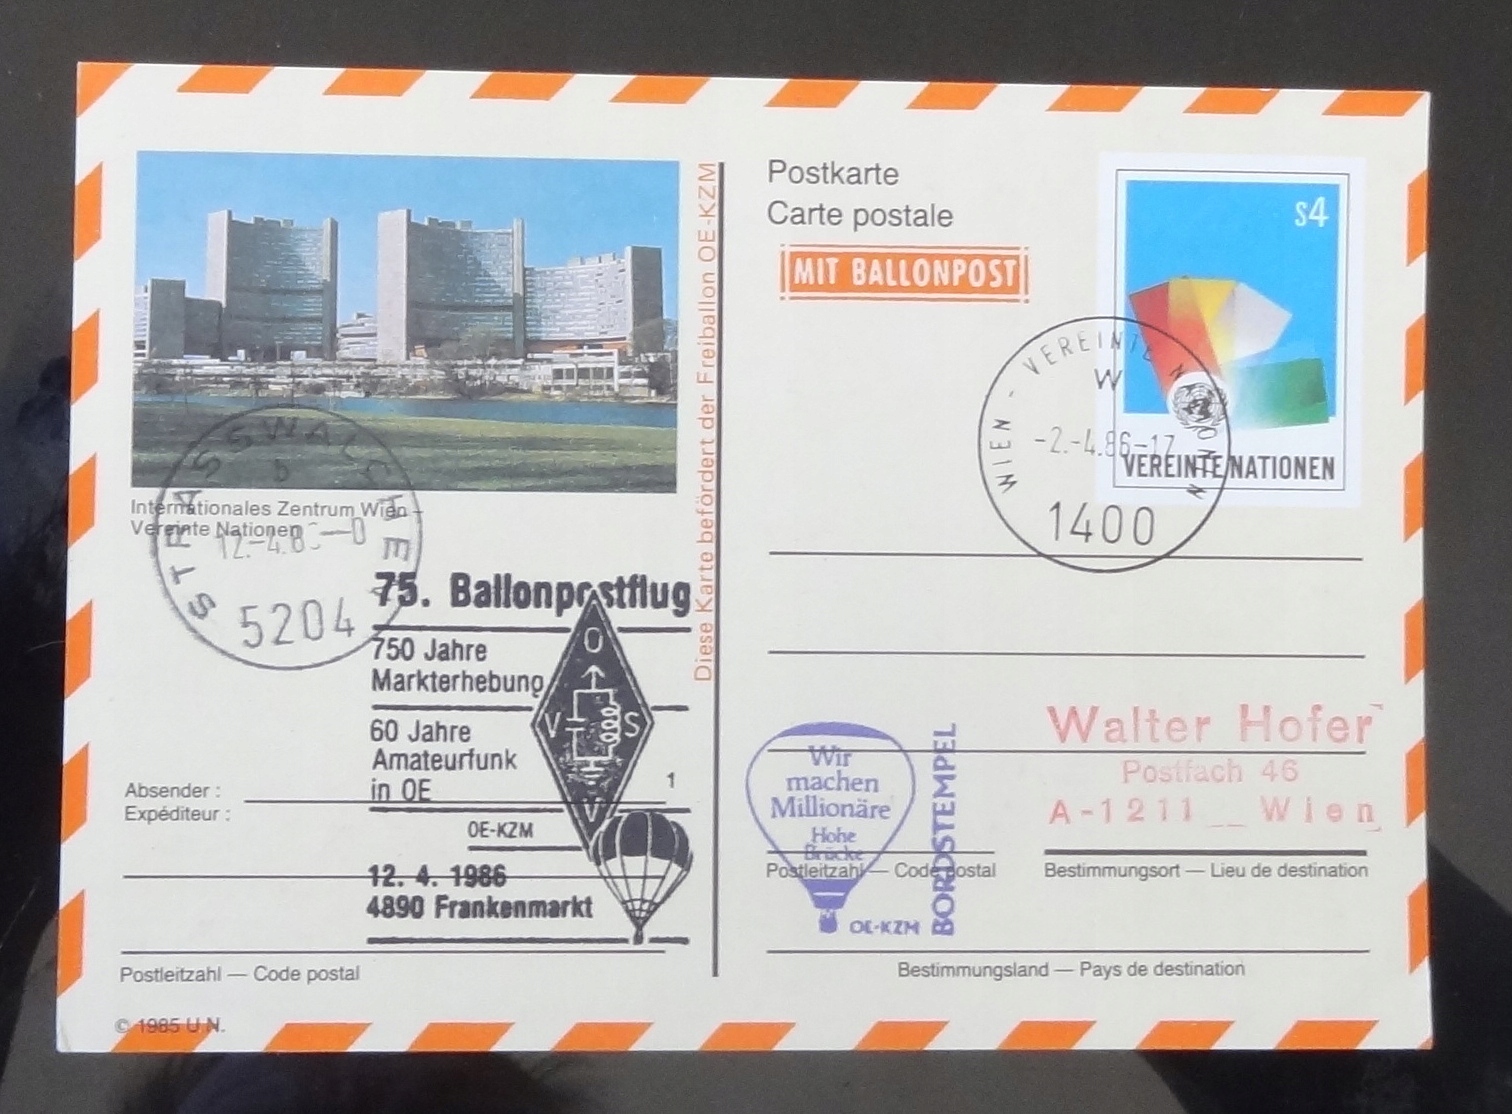 Postkarte
Carte postale
MIT BALLONPOST
S4
VEREINTE NATIONEN
WIEN - VEREINTE NATIONEN
W
-2.-4.86-17
1400
Diese Karte befördert der Freiballon OE-KZM
Internationales Zentrum Wien -
Vereinte Nationen
STRASSWALCHEN
b
12.-4.8
5204
75. Ballonpostflug
750 Jahre
Markterhebung
60 Jahre
Amateurfunk
in OE
O
V S
V
OE-KZM
12. 4. 1986
4890 Frankenmarkt
1
Absender :
Expéditeur :
Postleitzahl — Code postal
© 1985 U.N.
Wir
machen
Millionäre
Hohe
Brücke
OE-KZM
BORDSTEMPEL
Walter Hofer
Postfach 46
A-1211 Wien
Postleitzahl — Code postal
Bestimmungsort — Lieu de destination
Bestimmungsland — Pays de destination